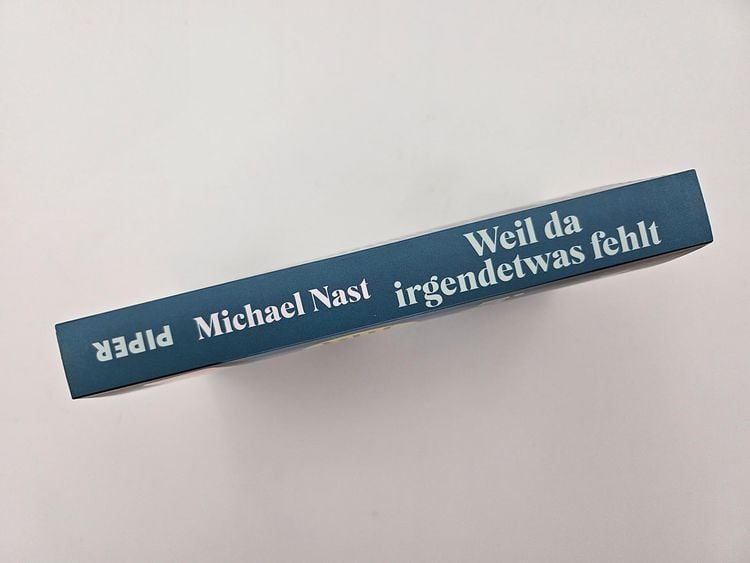 PIPER
Michael Nast
Weil da
irgendetwas fehlt